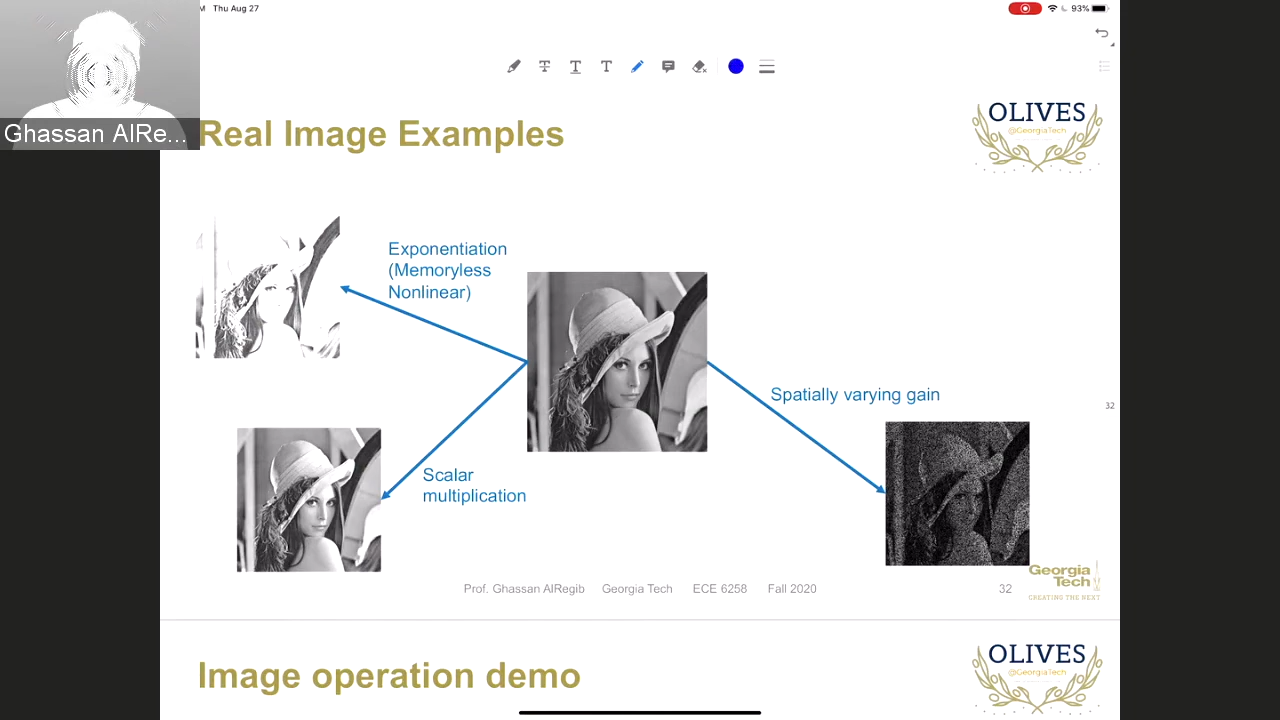 M Thu Aug 27
93%
Ghassan AlRe...
Real Image Examples
OLIVES
@GeorgiaTech
Exponentiation
(Memoryless
Nonlinear)
Spatially varying gain
32
Scalar
multiplication
Prof. Ghassan AlRegib Georgia Tech ECE 6258 Fall 2020 32
Georgia
Tech
CREATING THE NEXT
Image operation demo
OLIVES
@GeorgiaTech